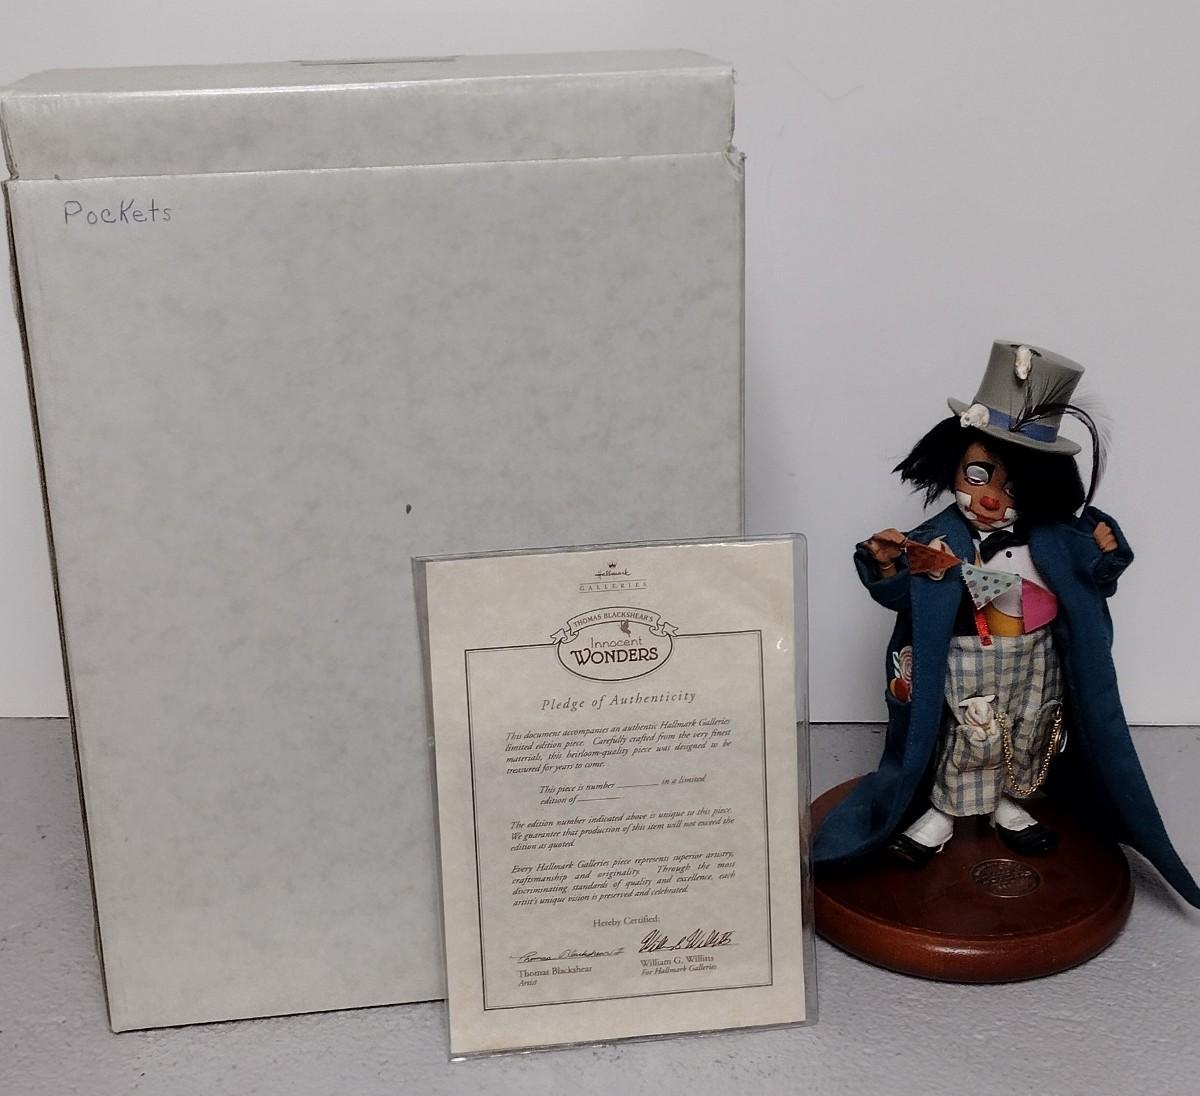 Pockets
Hallmark
GALLERIES
THOMAS BLACKSHEAR'S
Innocent
WONDERS
Pledge of Authenticity
This document accompanies an authentic Hallmark Galleries
limited edition piece. Carefully crafted from the very finest
materials, this heirloom-quality piece was designed to be
treasured for years to come.
This piece is number ________ in a limited
edition of ________
The edition number indicated above is unique to this piece.
We guarantee that production of this item will not exceed the
edition as quoted.
Every Hallmark Galleries piece represents superior artistry,
craftsmanship and originality. Through the most
discriminating standards of quality and excellence, each
artist's unique vision is preserved and celebrated.
Hereby Certified:
Thomas Blackshear II
Thomas Blackshear
Artist
William G. Willitts
For Hallmark Galleries